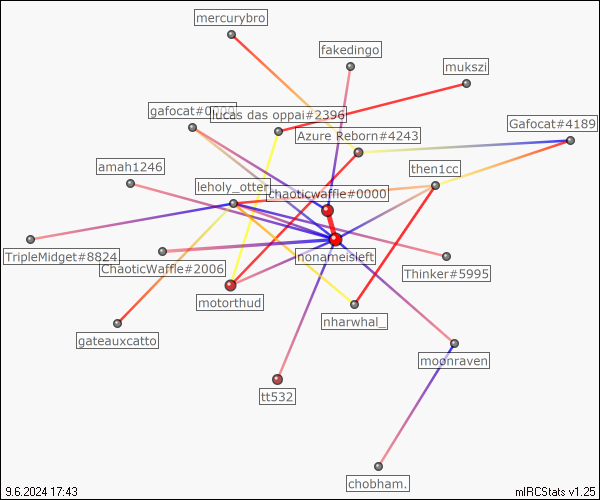 mercurybro
fakedingo
mukszi
gafocat#0000
lucas das oppai#2396
Gafocat#4189
Azure Reborn#4243
amah1246
then1cc
leholy_otter
Chaoticwaffle#0000
TripleMidget#8824
nonameisleft
ChaoticWaffle#2006
Thinker#5995
motorthud
nharwhal_
gateauxcatto
moonraven
tt532
chobham.
9.6.2024 17:43
mIRCStats v1.25